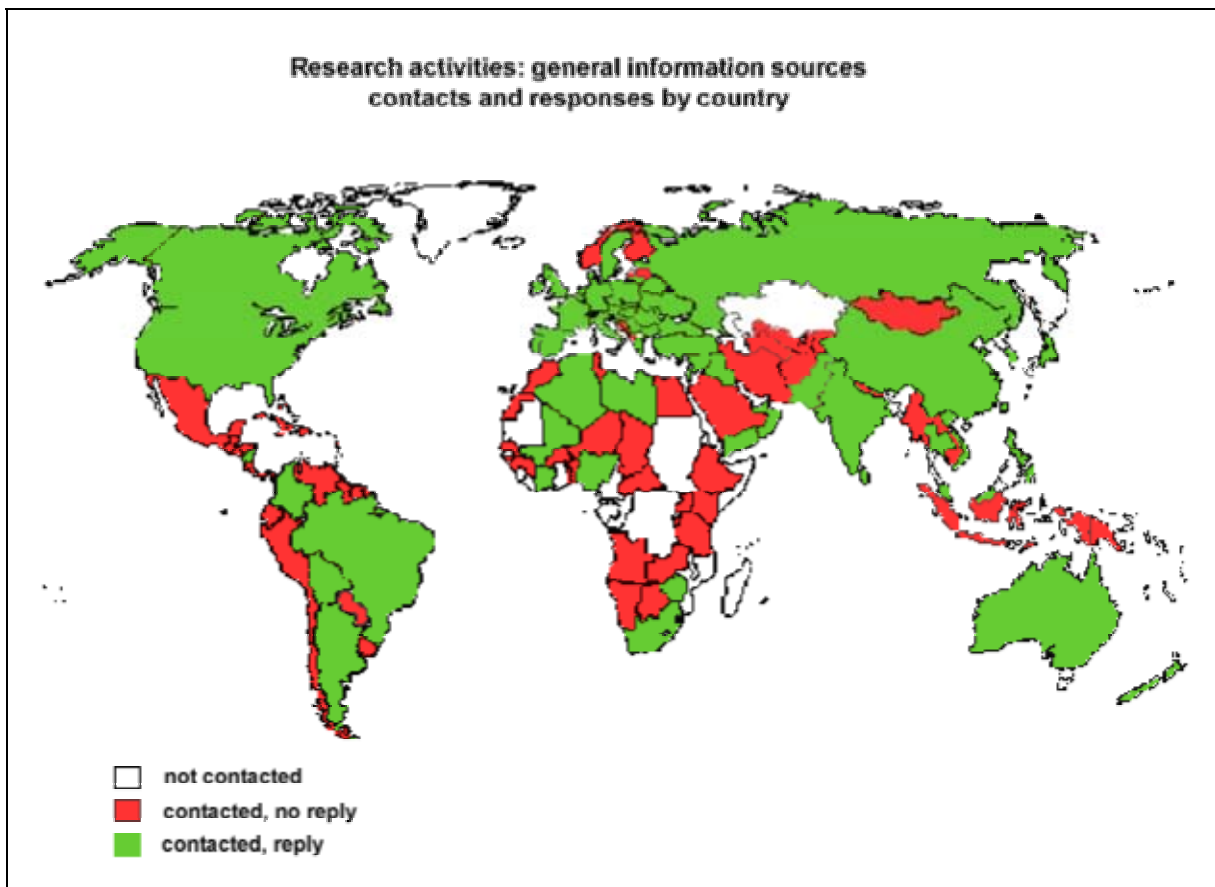 Research activities: general information sources
contacts and responses by country
not contacted
contacted, no reply
contacted, reply